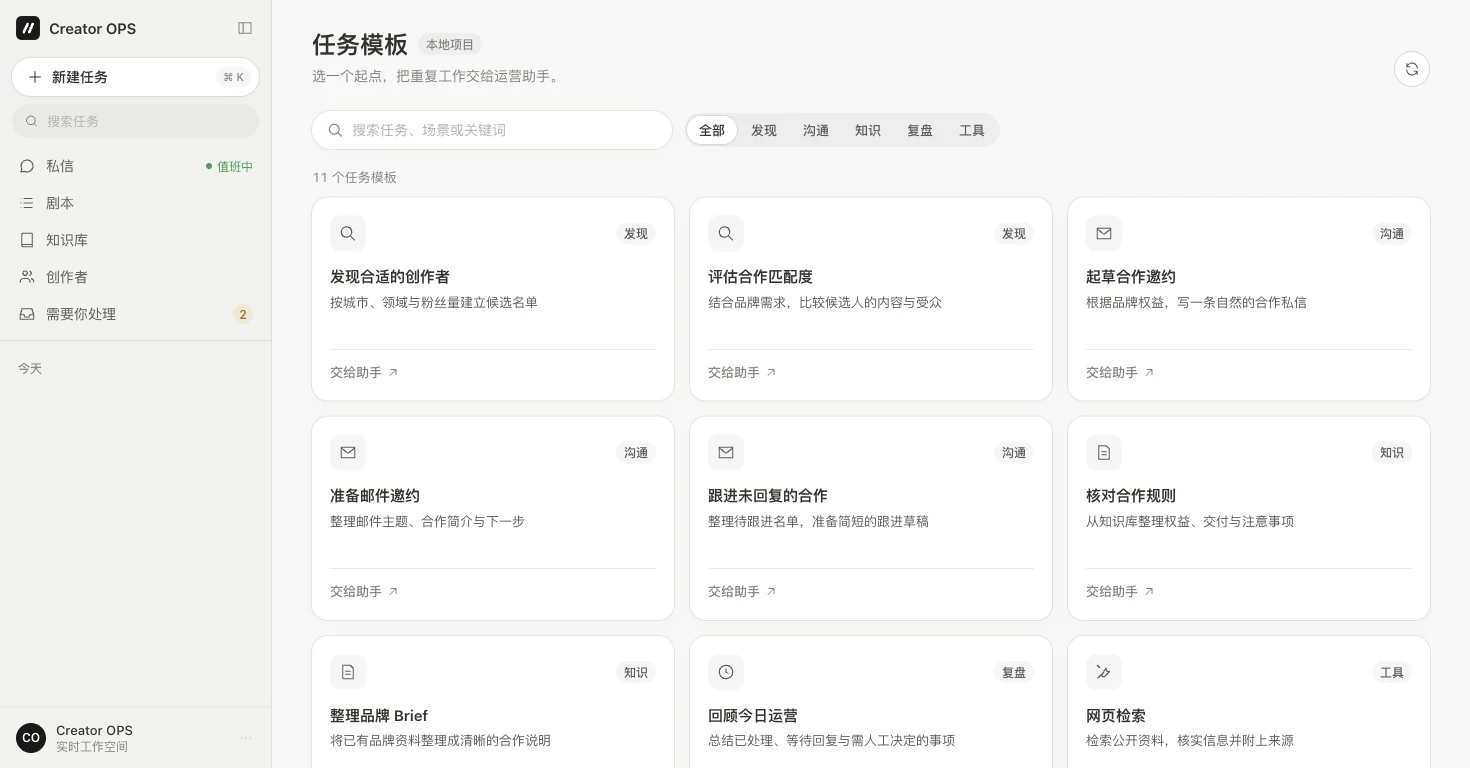 Creator OPS
新建任务
⌘ K
搜索任务
私信
值班中
剧本
知识库
创作者
需要你处理
2
今天
CO
Creator OPS
实时工作空间
任务模板
本地项目
选一个起点，把重复工作交给运营助手。
搜索任务、场景或关键词
全部
发现
沟通
知识
复盘
工具
11 个任务模板
发现
发现合适的创作者
按城市、领域与粉丝量建立候选名单
交给助手
发现
评估合作匹配度
结合品牌需求，比较候选人的内容与受众
交给助手
沟通
起草合作邀约
根据品牌权益，写一条自然的合作私信
交给助手
沟通
准备邮件邀约
整理邮件主题、合作简介与下一步
交给助手
沟通
跟进未回复的合作
整理待跟进名单，准备简短的跟进草稿
交给助手
知识
核对合作规则
从知识库整理权益、交付与注意事项
交给助手
知识
整理品牌 Brief
将已有品牌资料整理成清晰的合作说明
复盘
回顾今日运营
总结已处理、等待回复与需人工决定的事项
工具
网页检索
检索公开资料，核实信息并附上来源